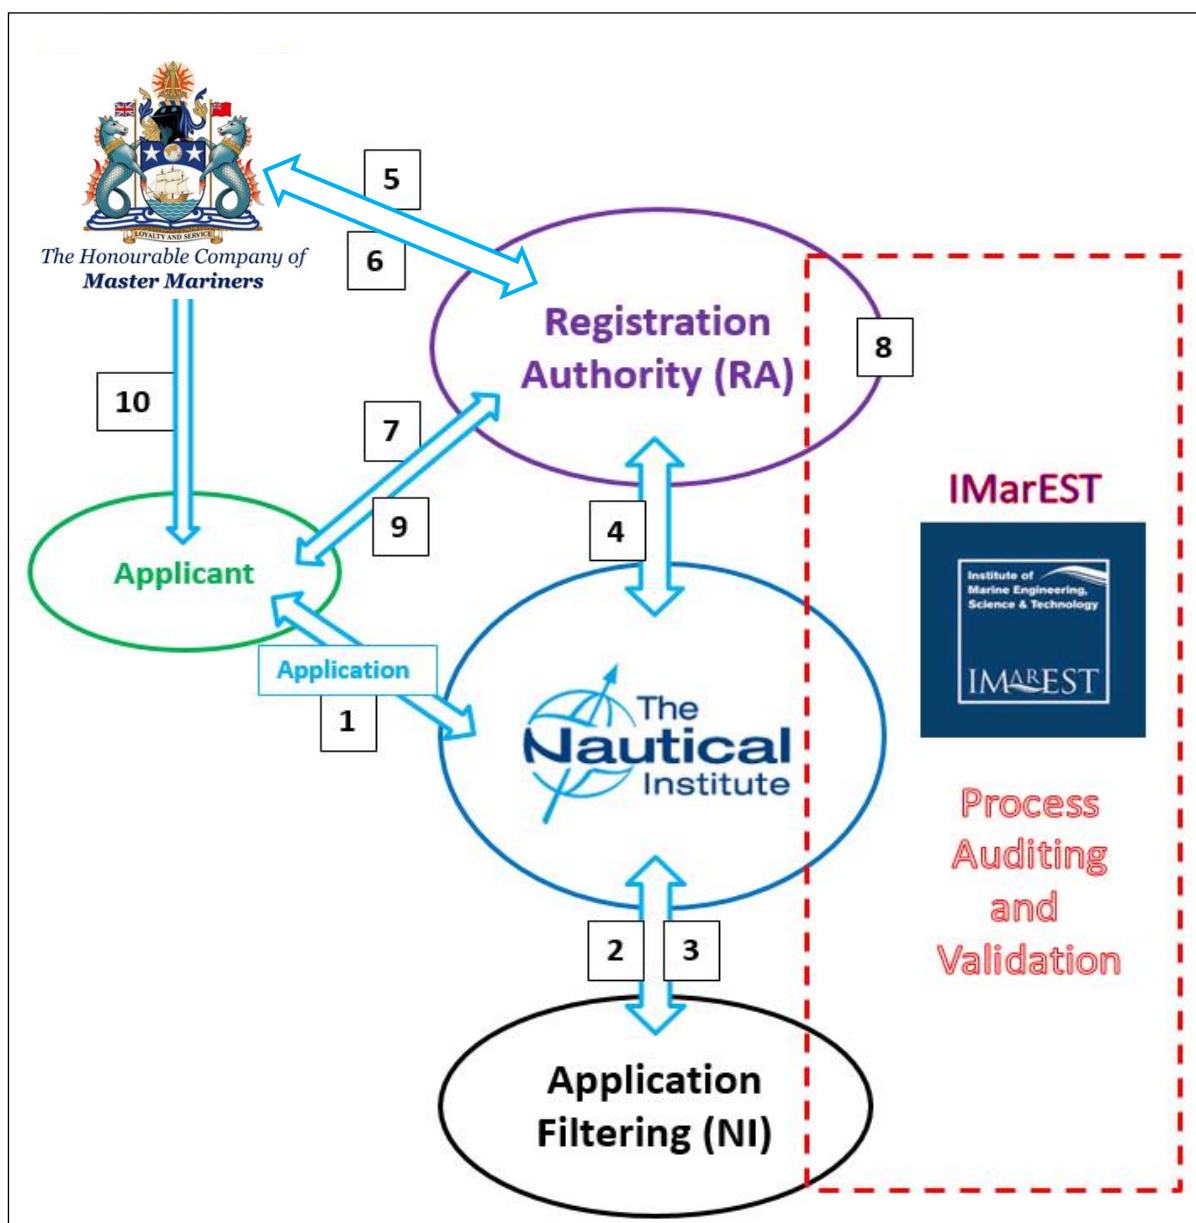 LOYALTY AND SERVICE
The Honourable Company of
Master Mariners
5
6
Registration
Authority (RA)
8
10
7
9
4
Applicant
Application
1
The
Nautical
Institute
IMarEST
Institute of
Marine Engineering,
Science & Technology
IMAREST
Process
Auditing
and
Validation
2
3
Application
Filtering (NI)